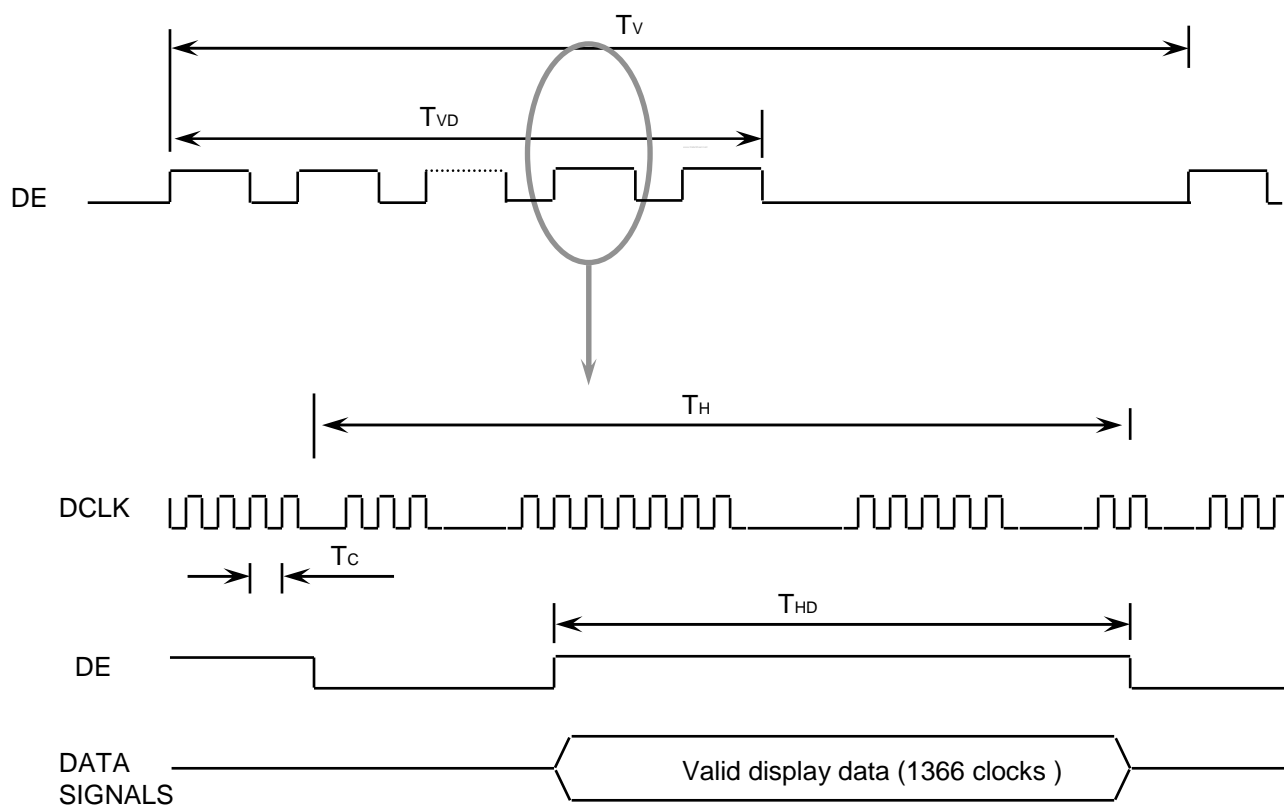 TV
TVD
DE
TH
DCLK
TC
THD
DE
Valid display data (1366 clocks )
DATA
SIGNALS